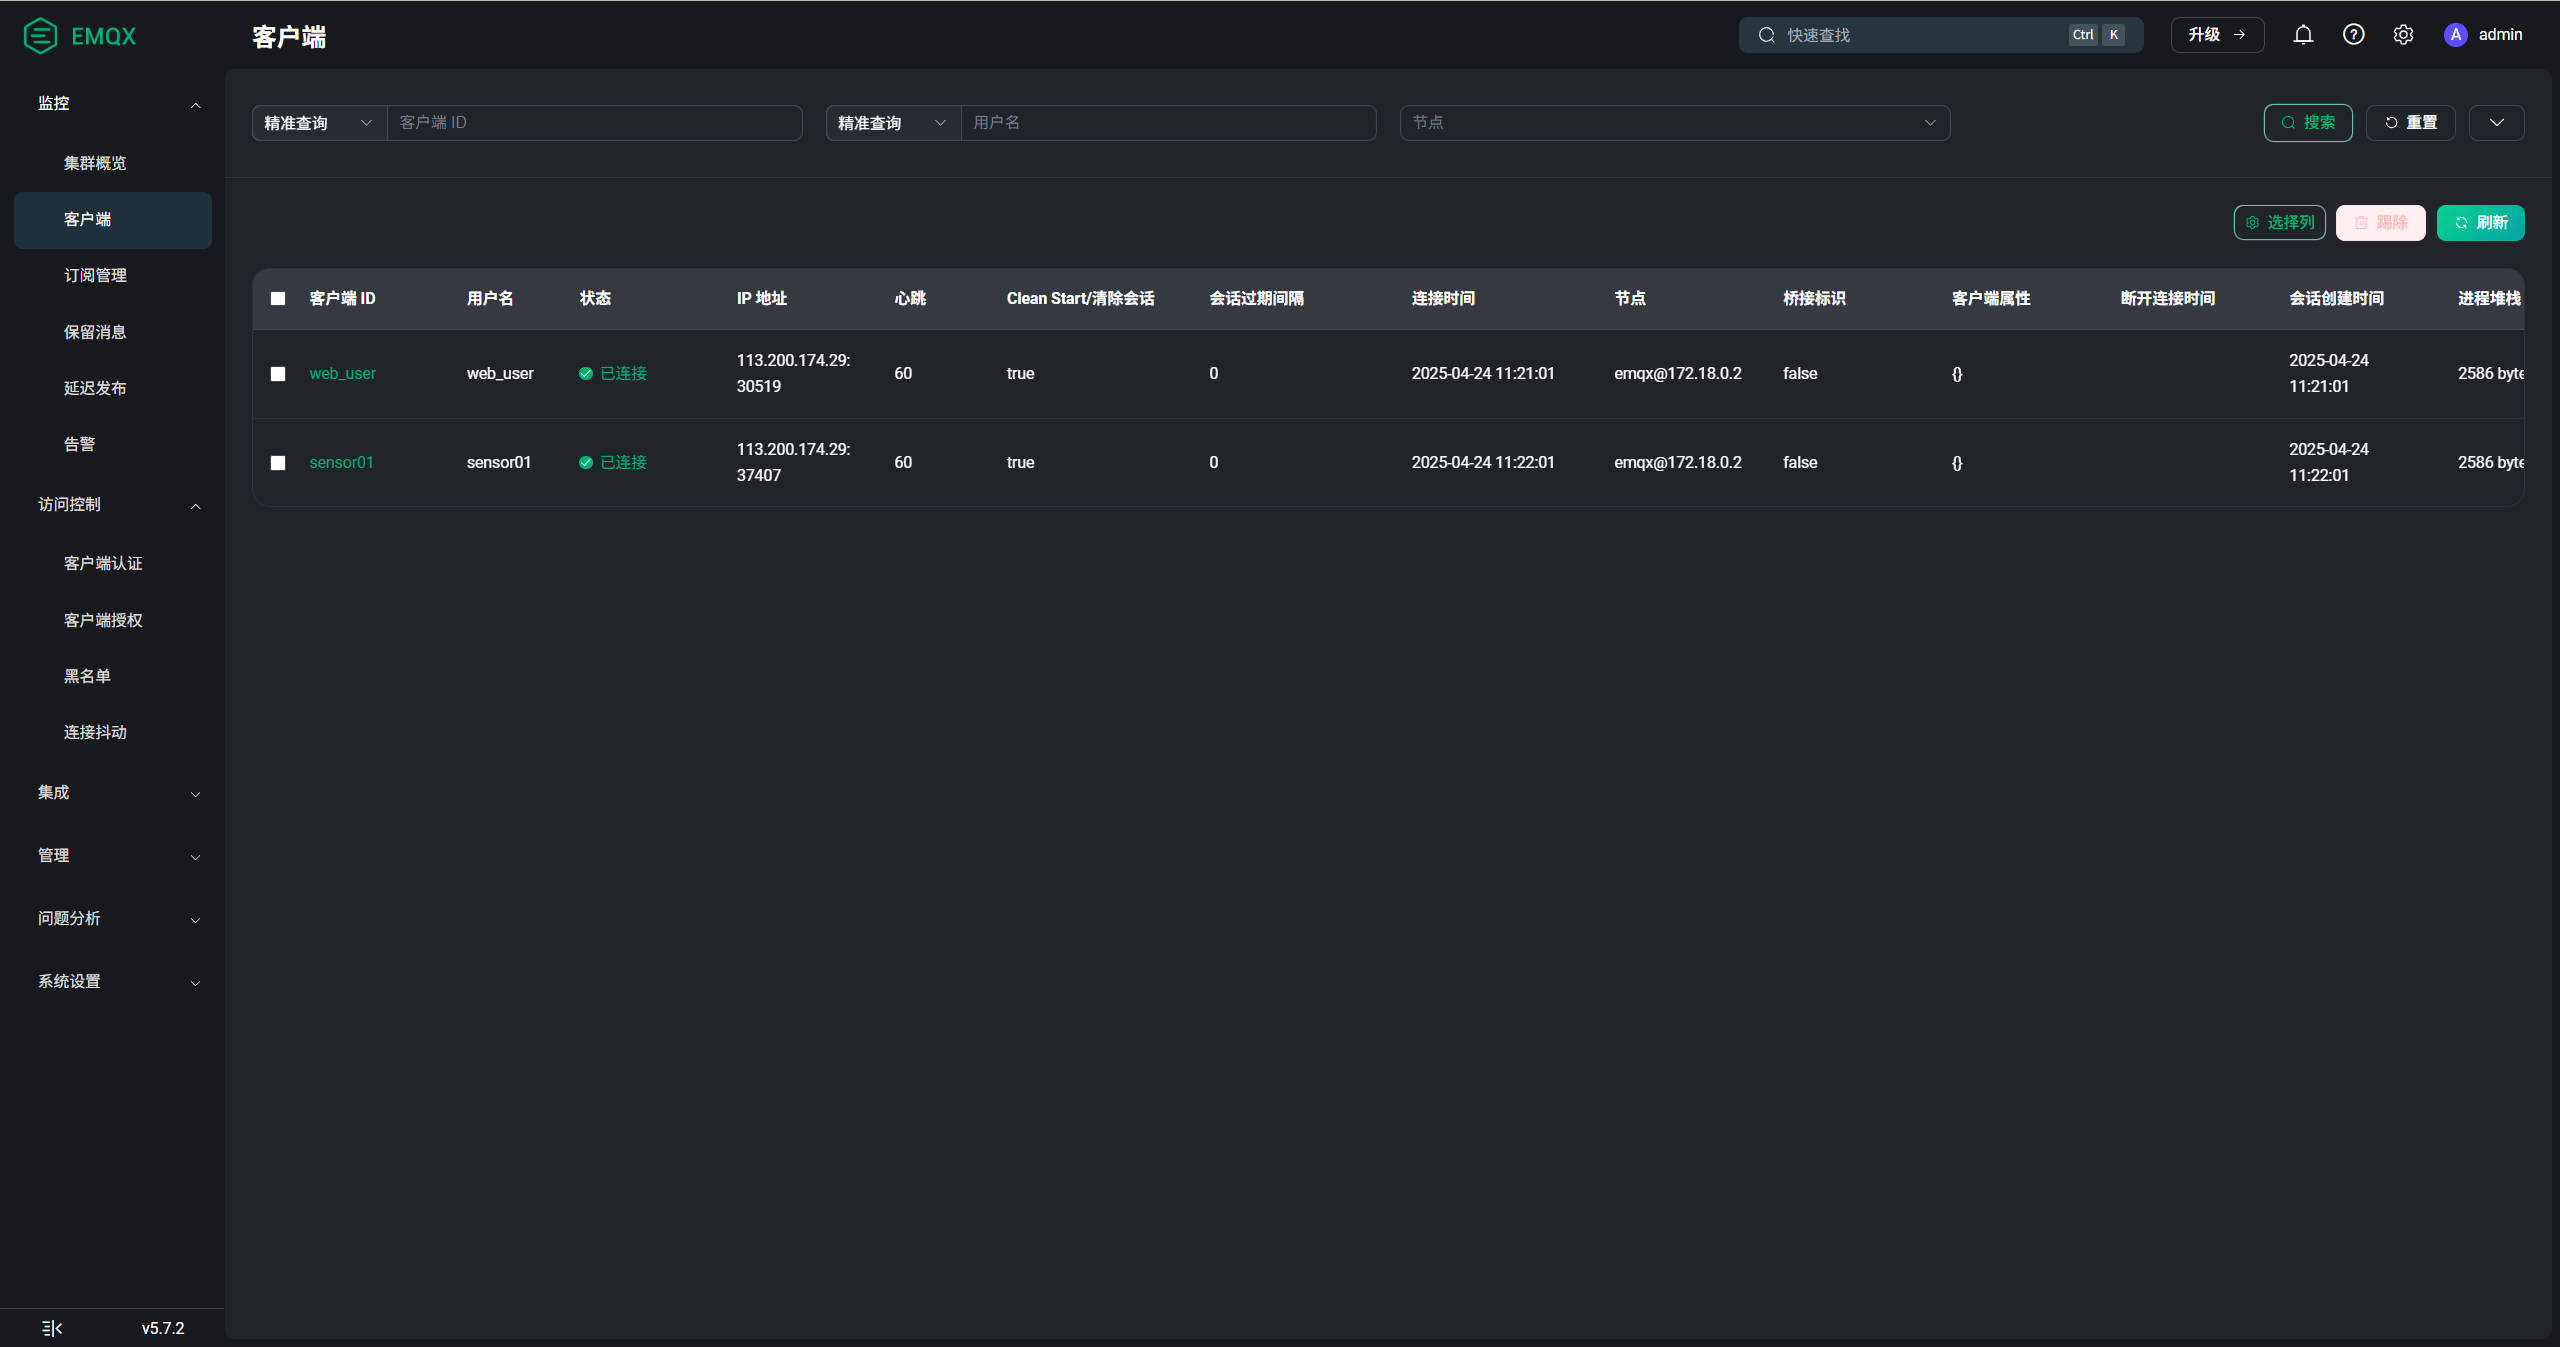 EMQX
客户端
快速查找
Ctrl K
升级
A admin
监控
集群概览
客户端
订阅管理
保留消息
延迟发布
告警
访问控制
客户端认证
客户端授权
黑名单
连接抖动
集成
管理
问题分析
系统设置
v5.7.2
精准查询 客户端 ID
精准查询 用户名
节点
搜索
重置
选择列
踢除
刷新
客户端 ID 用户名 状态 IP 地址 心跳 Clean Start/清除会话 会话过期间隔 连接时间 节点 桥接标识 客户端属性 断开连接时间 会话创建时间 进程堆栈
web_user web_user 已连接 113.200.174.29: 60 true 0 2025-04-24 11:21:01 emqx@172.18.0.2 false {} 2025-04-24 2586 byte
30519 11:21:01
sensor01 sensor01 已连接 113.200.174.29: 60 true 0 2025-04-24 11:22:01 emqx@172.18.0.2 false {} 2025-04-24 2586 byte
37407 11:22:01